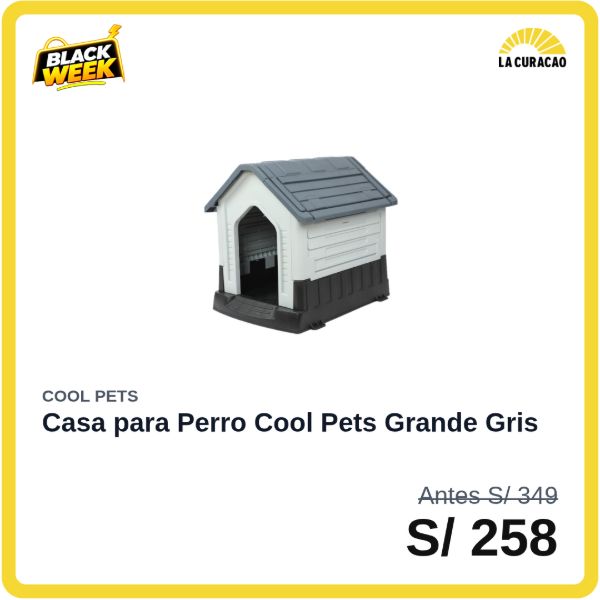 BLACK
WEEK
LA CURACAO
COOL PETS
Casa para Perro Cool Pets Grande Gris
Antes S/ 349
S/ 258